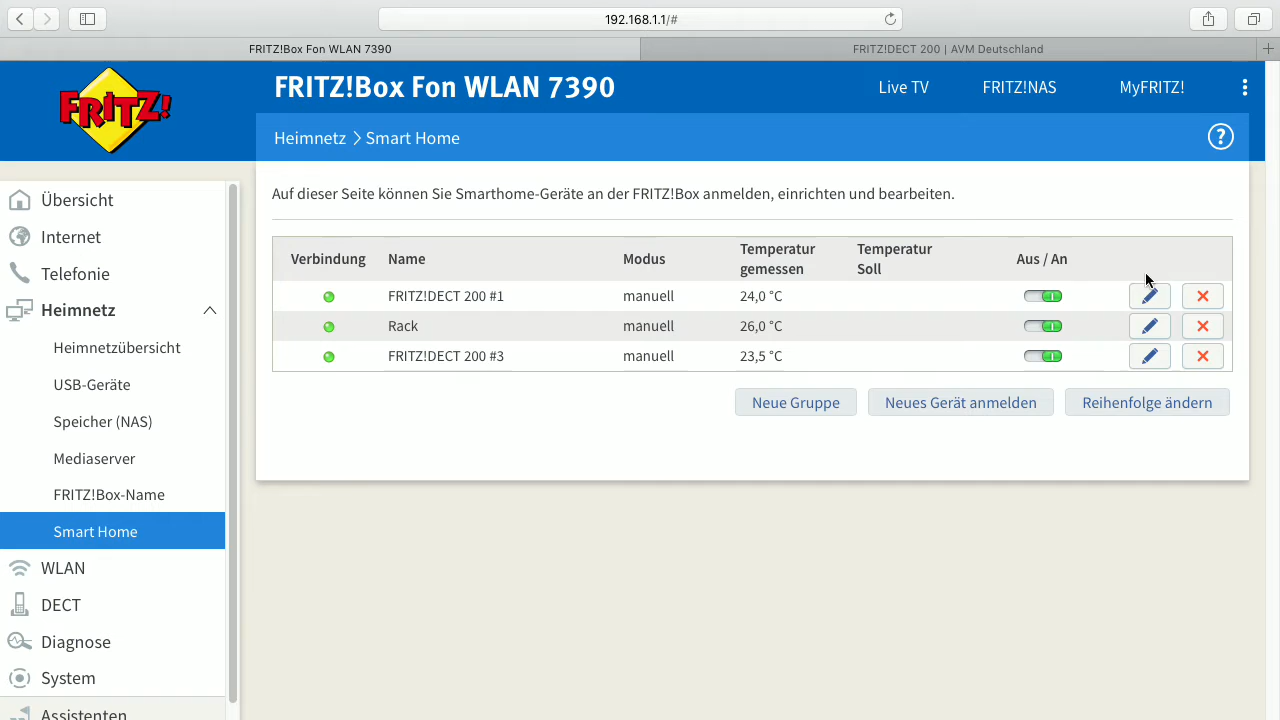 192.168.1.1/#
FRITZ!Box Fon WLAN 7390
FRITZ!DECT 200 | AVM Deutschland
FRITZ!
FRITZ!Box Fon WLAN 7390
Live TV
FRITZ!NAS
MyFRITZ!
Heimnetz > Smart Home
?
Übersicht
Internet
Telefonie
Heimnetz
Heimnetzübersicht
USB-Geräte
Speicher (NAS)
Mediaserver
FRITZ!Box-Name
Smart Home
WLAN
DECT
Diagnose
System
Assistenten
Auf dieser Seite können Sie Smarthome-Geräte an der FRITZ!Box anmelden, einrichten und bearbeiten.
Verbindung Name Modus Temperatur gemessen Temperatur Soll Aus / An
FRITZ!DECT 200 #1 manuell 24,0 °C
Rack manuell 26,0 °C
FRITZ!DECT 200 #3 manuell 23,5 °C
Neue Gruppe
Neues Gerät anmelden
Reihenfolge ändern